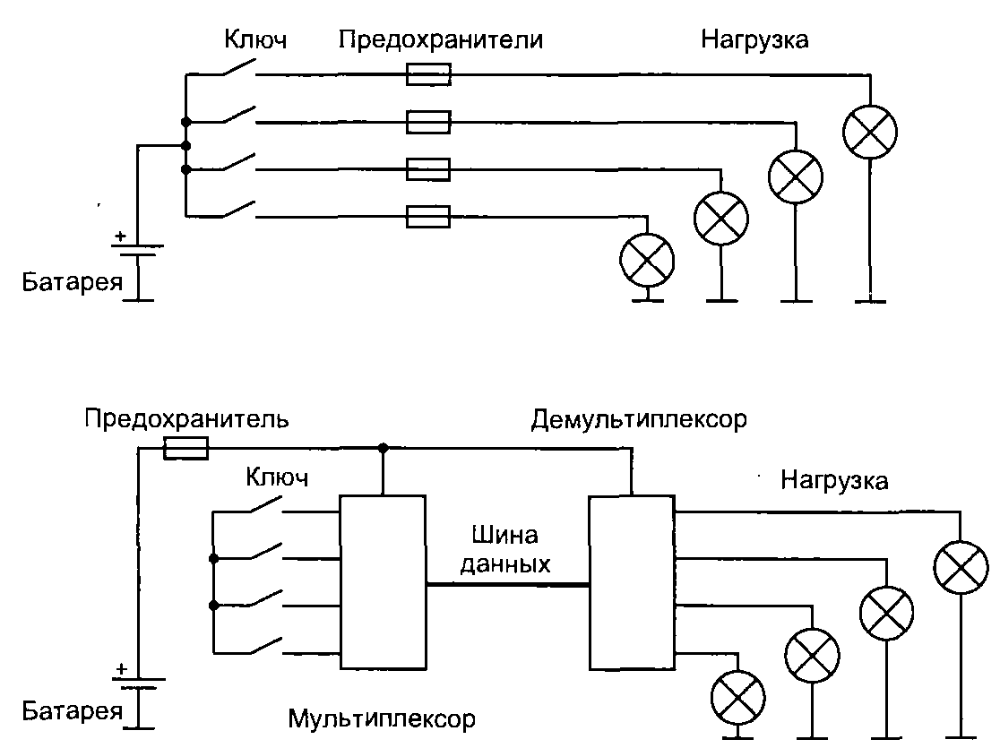 Ключ Предохранители Нагрузка
+
Батарея
Предохранитель Демультиплексор
Ключ Нагрузка
Шина
данных
+
Батарея
Мультиплексор